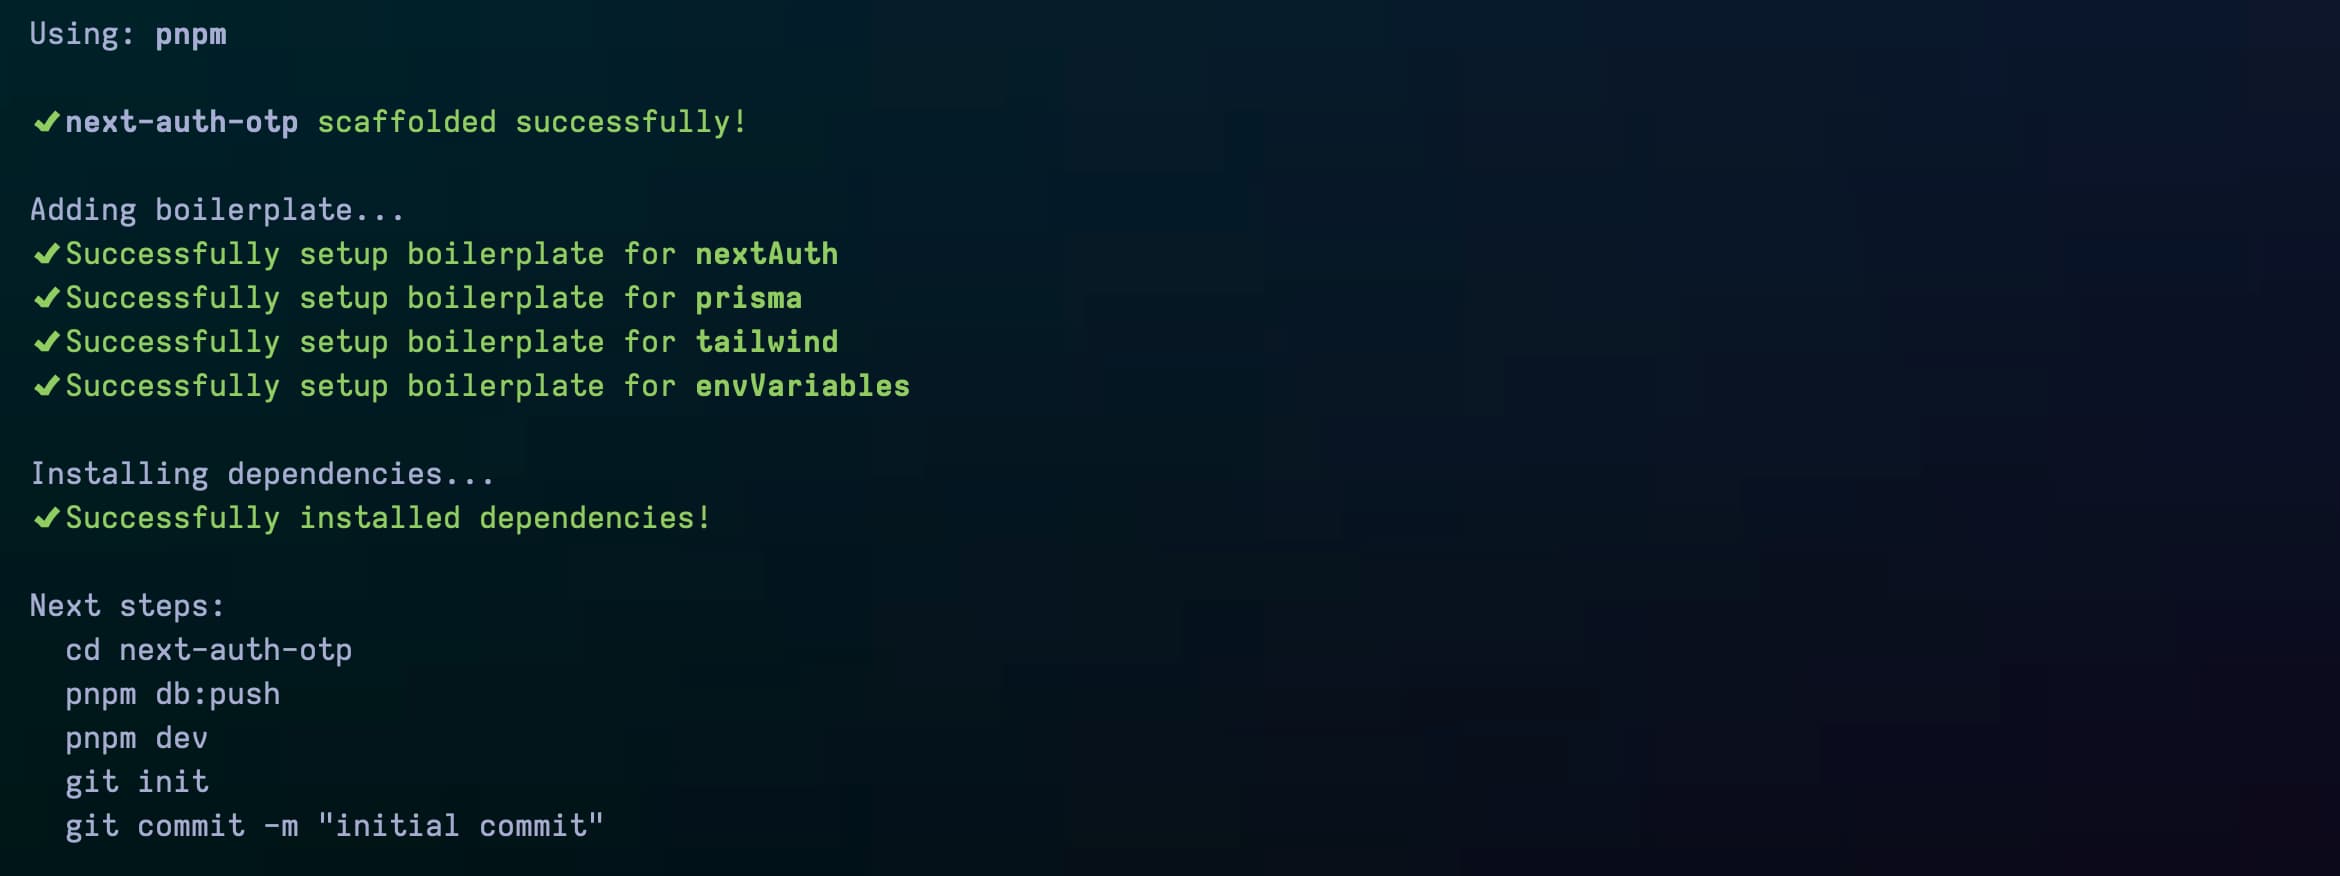 Using: pnpm
✔next-auth-otp scaffolded successfully!
Adding boilerplate...
✔Successfully setup boilerplate for nextAuth
✔Successfully setup boilerplate for prisma
✔Successfully setup boilerplate for tailwind
✔Successfully setup boilerplate for envVariables
Installing dependencies...
✔Successfully installed dependencies!
Next steps:
cd next-auth-otp
pnpm db:push
pnpm dev
git init
git commit -m "initial commit"